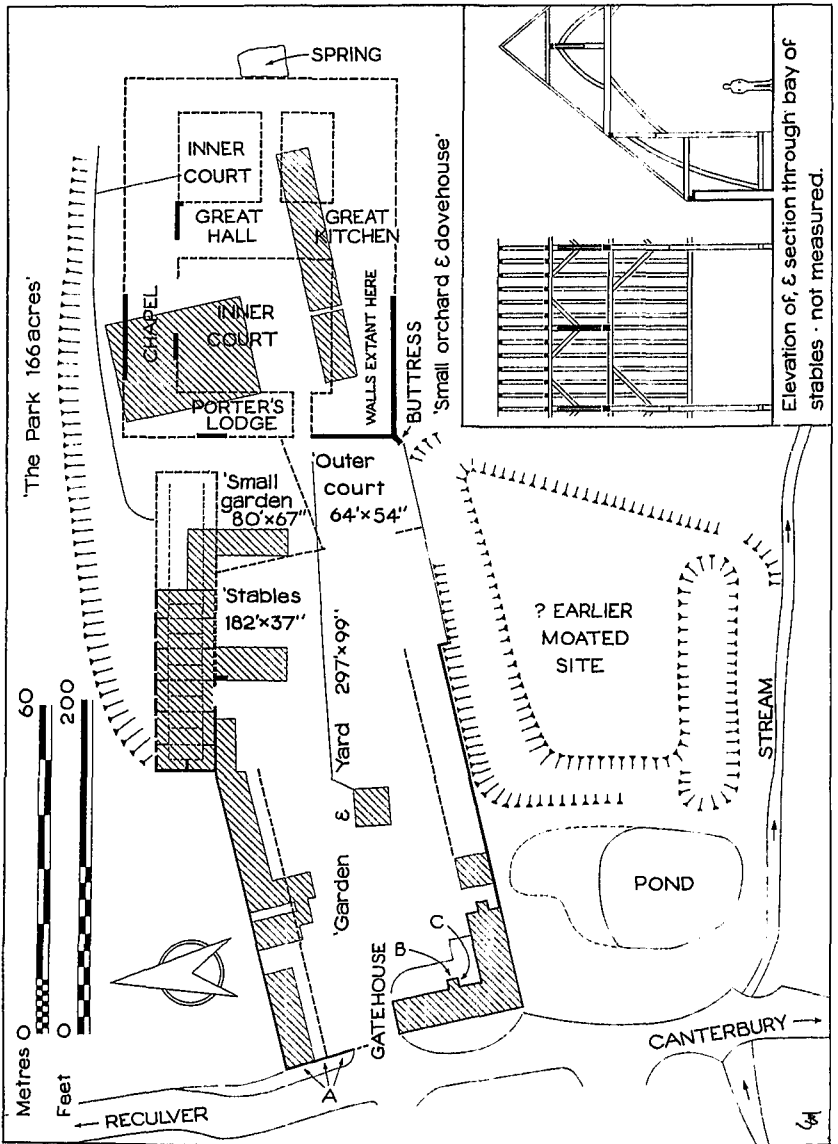 SPRING
INNER
COURT
GREAT
HALL
GREAT
KITCHEN
'The Park 166acres'
CHAPEL
INNER
COURT
WALLS EXTANT HERE
PORTER'S
LODGE
BUTTRESS
'Small orchard & dovehouse'
'Small
garden
80'×67''
Outer
court
64'×54''
'Stables
182'×37''
'Garden & Yard 297'×99''
? EARLIER
MOATED
SITE
STREAM
POND
GATEHOUSE
B
C
A
Metres 0 60
Feet 0 200
RECULVER
CANTERBURY
Elevation of, & section through bay of
stables · not measured.